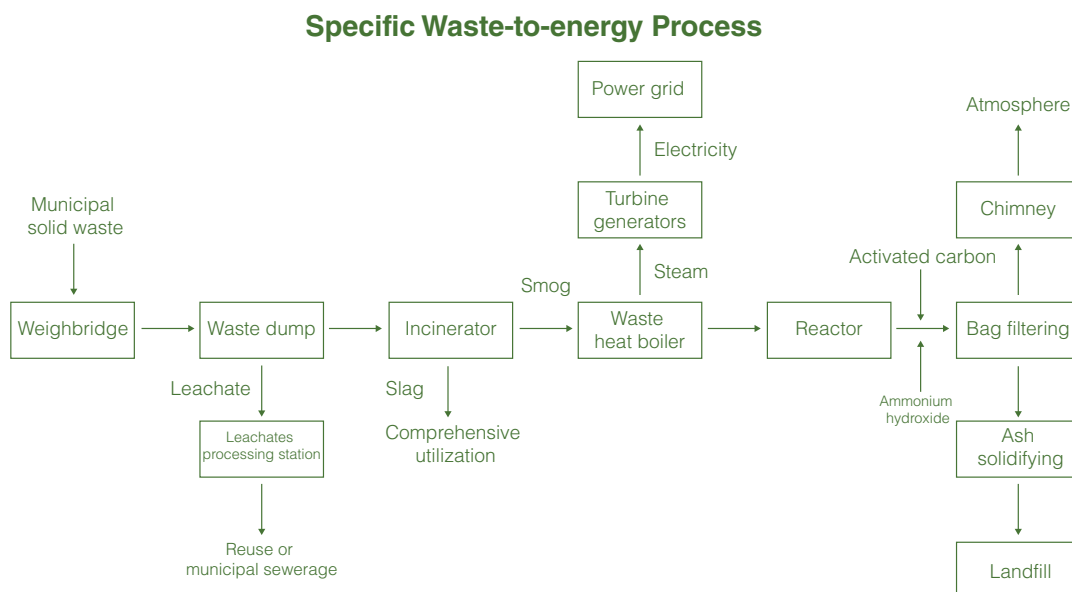 Specific Waste-to-energy Process
Power grid
Atmosphere
Electricity
Turbine
generators
Chimney
Municipal
solid waste
Steam
Activated carbon
Smog
Weighbridge
Waste dump
Incinerator
Waste
heat boiler
Reactor
Bag filtering
Leachate
Slag
Ammonium
hydroxide
Leachates
processing station
Comprehensive
utilization
Ash
solidifying
Reuse or
municipal sewerage
Landfill